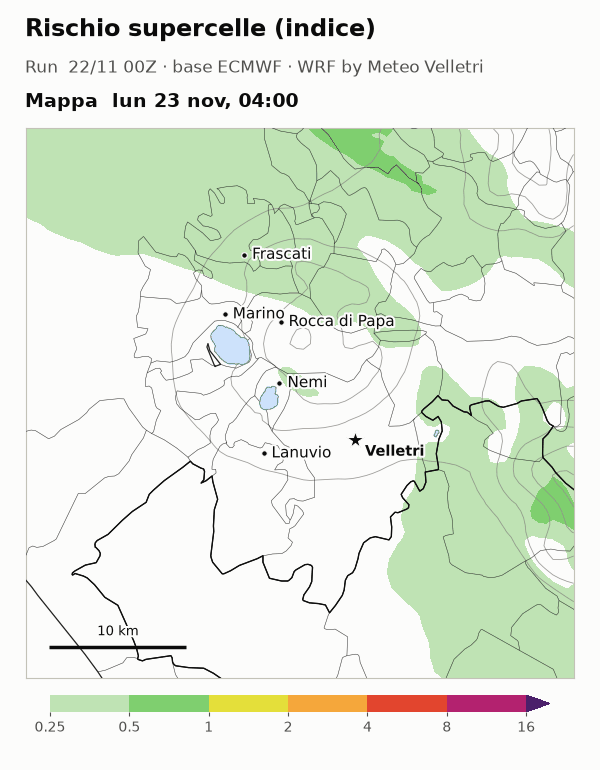 Rischio supercelle (indice)
Run  22/11 00Z · base ECMWF · WRF by Meteo Velletri
Mappa  lun 23 nov, 04:00
Frascati
Marino
Rocca di Papa
Nemi
Velletri
Lanuvio
10 km
0.25 0.5 1 2 4 8 16